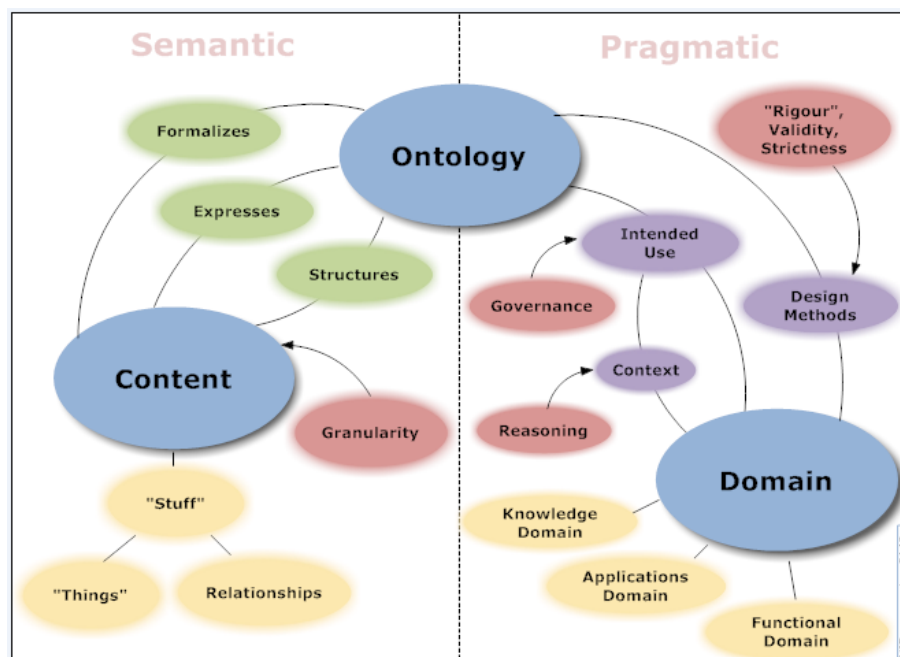 Semantic
Pragmatic
Formalizes
Ontology
"Rigour",
Validity,
Strictness
Expresses
Intended
Use
Structures
Governance
Design
Methods
Content
Context
Granularity
Reasoning
Domain
"Stuff"
Knowledge
Domain
"Things"
Relationships
Applications
Domain
Functional
Domain